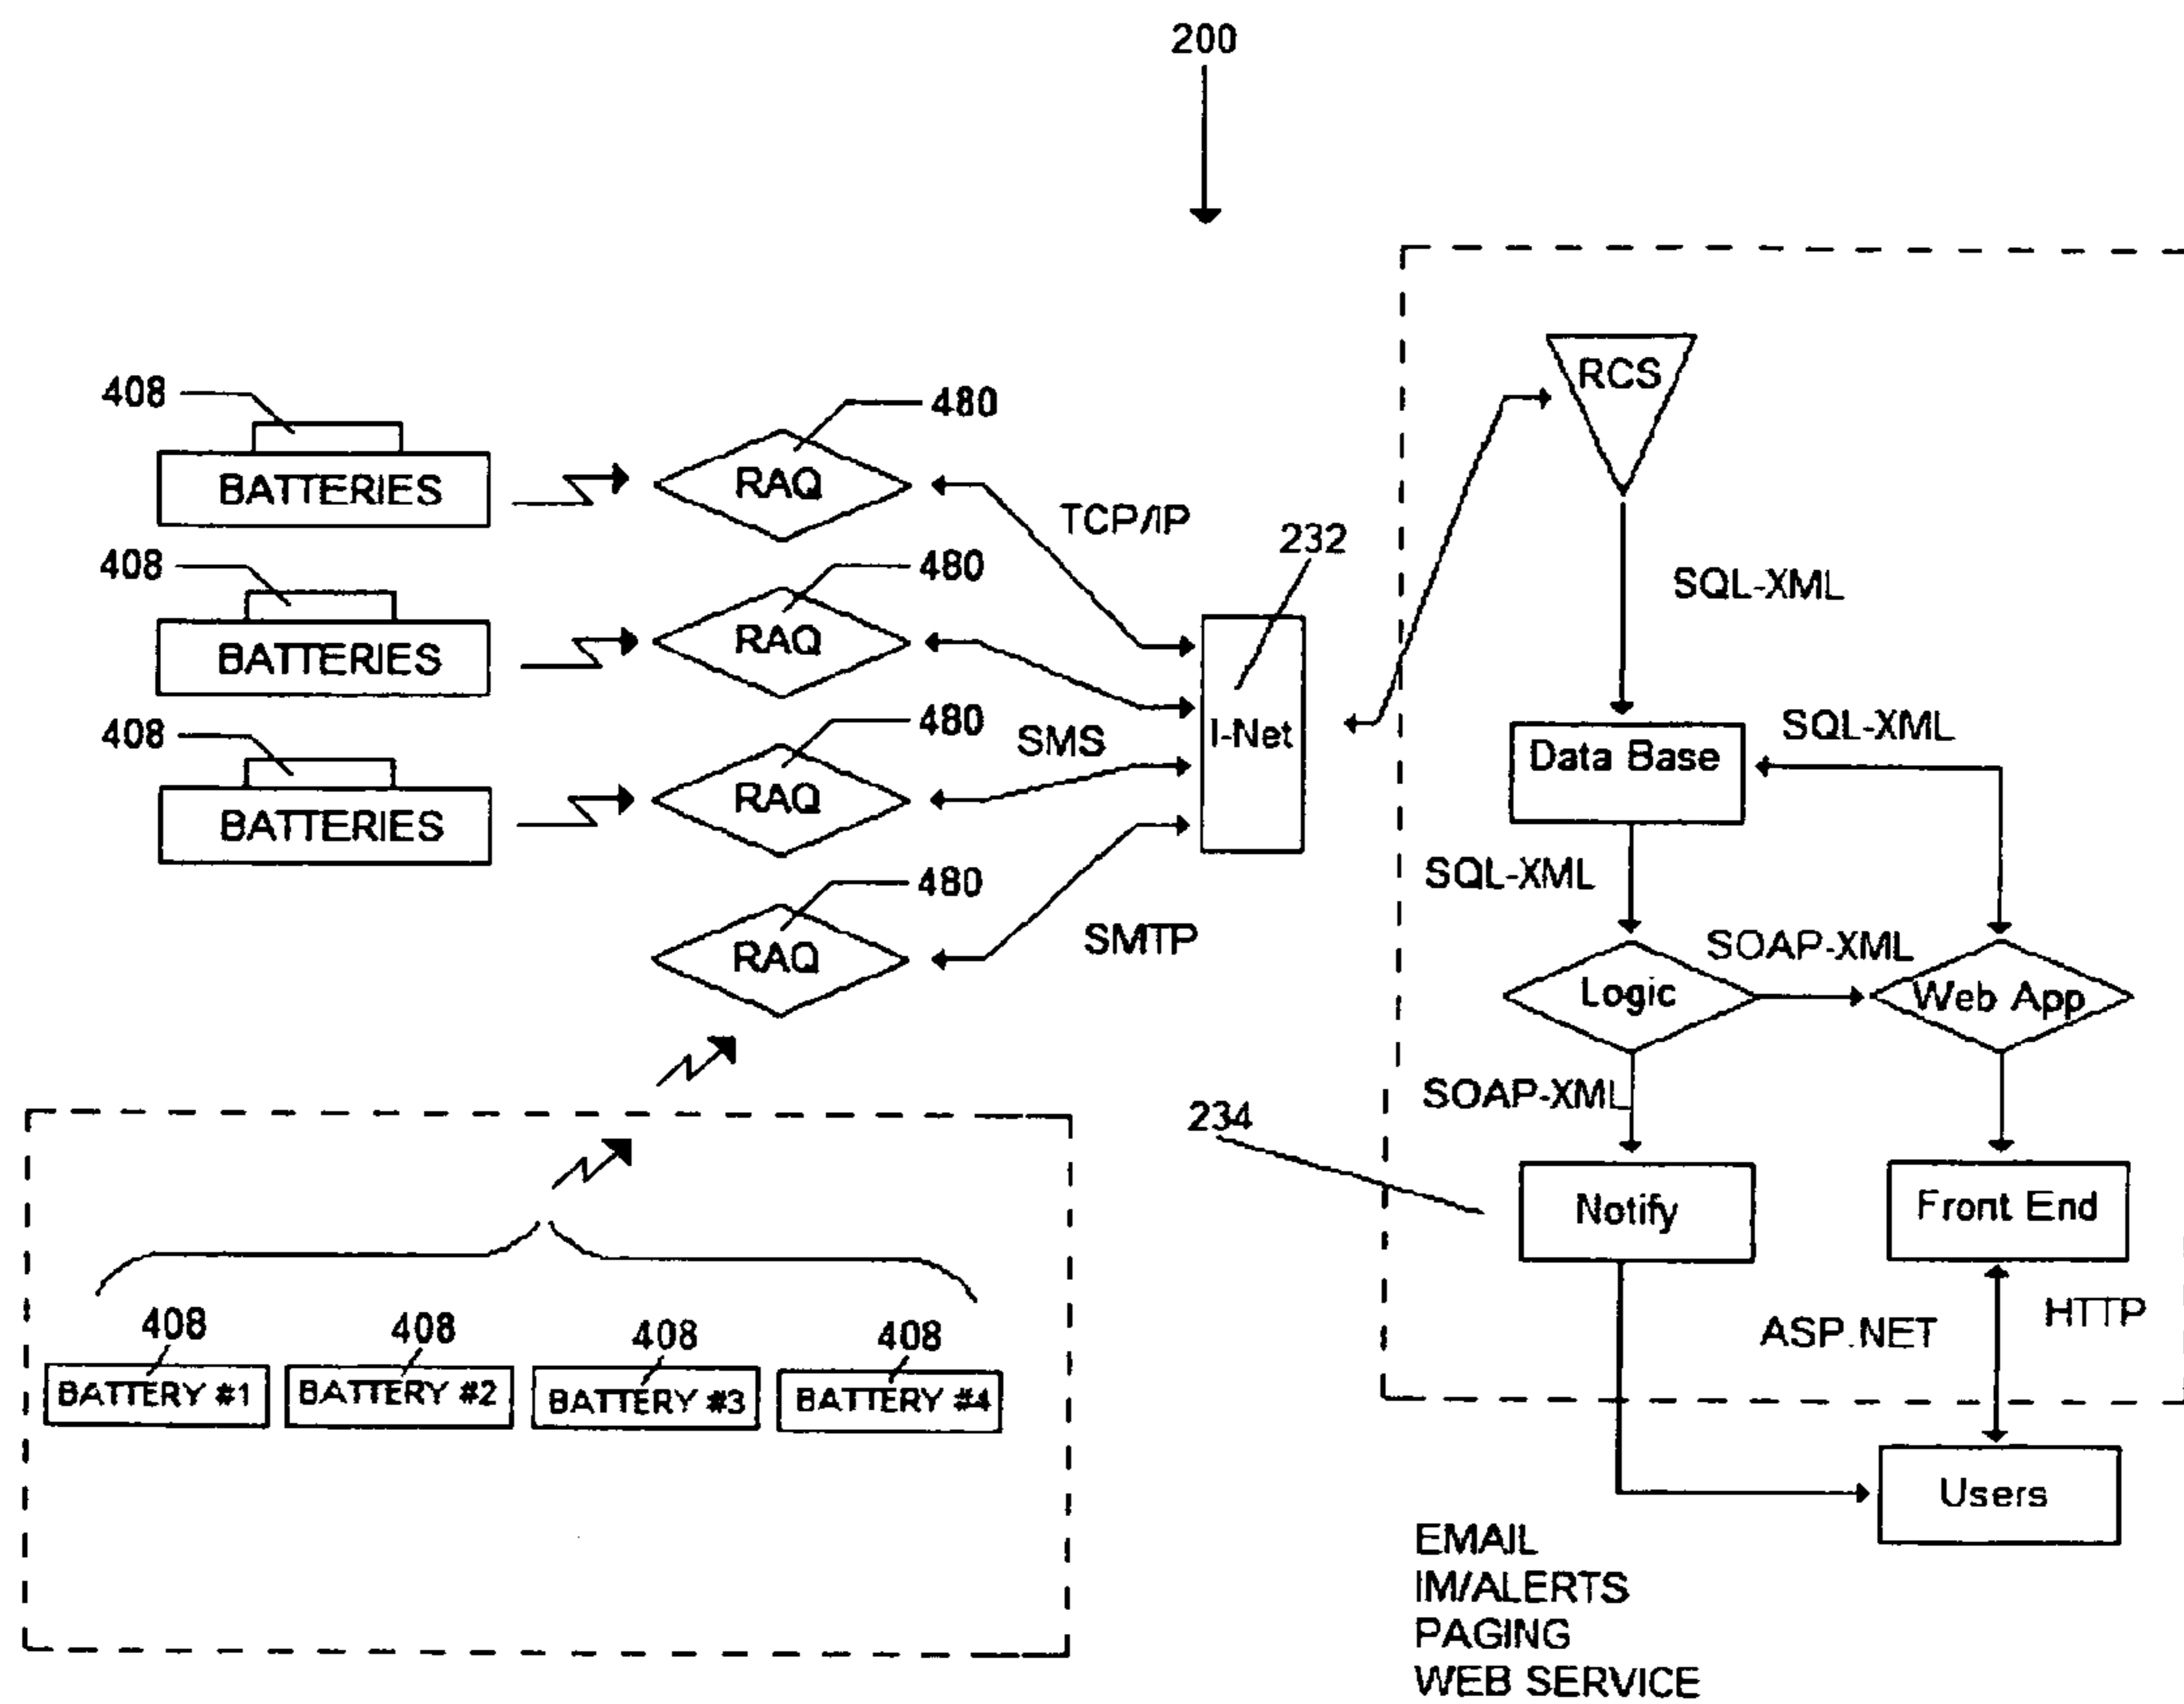 200
408
BATTERIES
480
RAQ
TCP/IP
408
BATTERIES
480
RAQ
232
408
BATTERIES
480
RAQ
SMS
I-Net
480
RAQ
SMTP
RCS
SQL-XML
Data Base
SQL-XML
SQL-XML
SOAP-XML
Logic
Web App
SOAP-XML
234
Notify
Front End
ASP.NET
HTTP
Users
408
BATTERY #1
408
BATTERY #2
408
BATTERY #3
408
BATTERY #4
EMAIL
IM/ALERTS
PAGING
WEB SERVICE